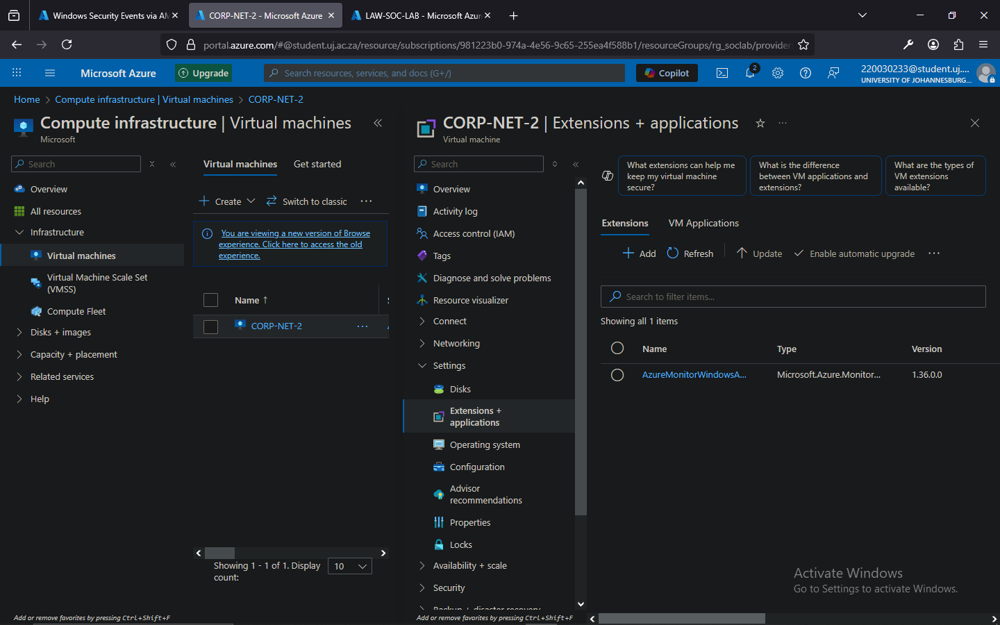 Windows Security Events via AM
CORP-NET-2 - Microsoft Azure
LAW-SOC-LAB - Microsoft Azur
portal.azure.com/#@student.uj.ac.za/resource/subscriptions/981223b0-974a-4e56-9c65-255ea4f588b1/resourceGroups/rg_soclab/provider
Microsoft Azure
Upgrade
Search resources, services, and docs (G+/)
Copilot
2
220030233@student.uj....
UNIVERSITY OF JOHANNESBURG...
Home > Compute infrastructure | Virtual machines > CORP-NET-2
Compute infrastructure | Virtual machines
Microsoft
Search
Overview
All resources
Infrastructure
Virtual machines
Virtual Machine Scale Set
(VMSS)
Compute Fleet
Disks + images
Capacity + placement
Related services
Help
Add or remove favorites by pressing Ctrl+Shift+F
Virtual machines
Get started
Create
Switch to classic
You are viewing a new version of Browse
experience. Click here to access the old
experience.
Name ↑
CORP-NET-2
Showing 1 - 1 of 1. Display
count:
10
CORP-NET-2 | Extensions + applications
Virtual machine
Search
Overview
Activity log
Access control (IAM)
Tags
Diagnose and solve problems
Resource visualizer
Connect
Networking
Settings
Disks
Extensions +
applications
Operating system
Configuration
Advisor
recommendations
Properties
Locks
Availability + scale
Security
Backup + disaster recovery
Add or remove favorites by pressing Ctrl+Shift+F
What extensions can help me
keep my virtual machine
secure?
What is the difference
between VM applications and
extensions?
What are the types of
VM extensions
available?
Extensions
VM Applications
Add
Refresh
Update
Enable automatic upgrade
Search to filter items...
Showing all 1 items
Name
Type
Version
AzureMonitorWindowsA...
Microsoft.Azure.Monitor...
1.36.0.0
Activate Windows
Go to Settings to activate Windows.